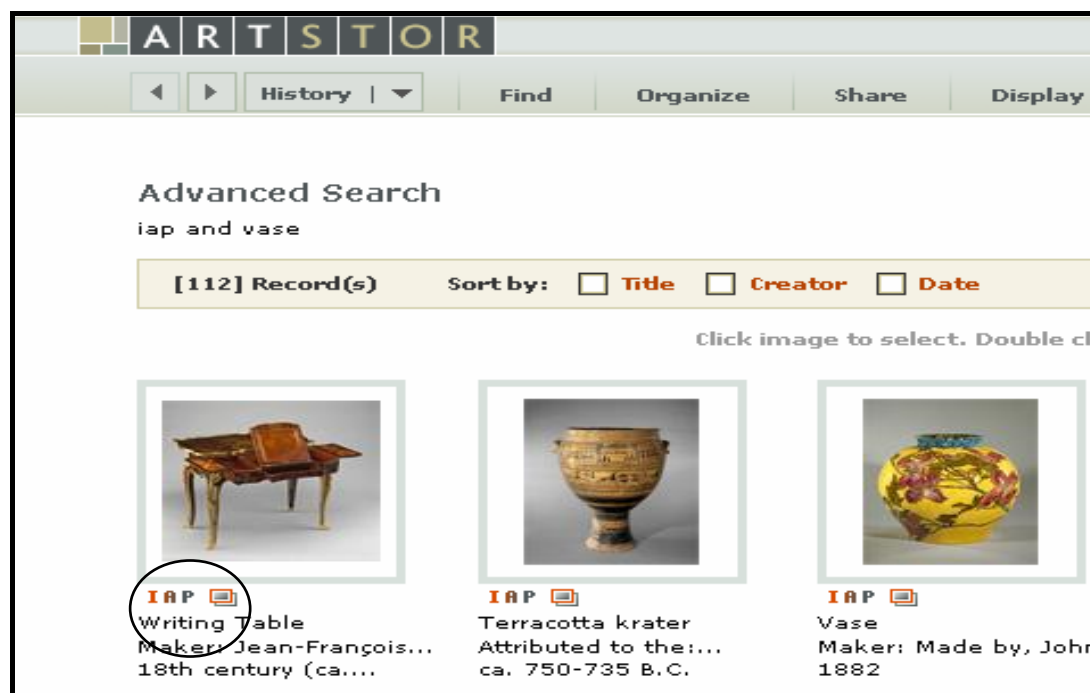 ARTSTOR
History | Find Organize Share Display
Advanced Search
iap and vase
[112] Record(s) Sort by: Title Creator Date
Click image to select. Double cl
IAP IAP IAP
Writing Table Terracotta krater Vase
Maker: Jean-François... Attributed to the:... Maker: Made by, John
18th century (ca.... ca. 750-735 B.C. 1882